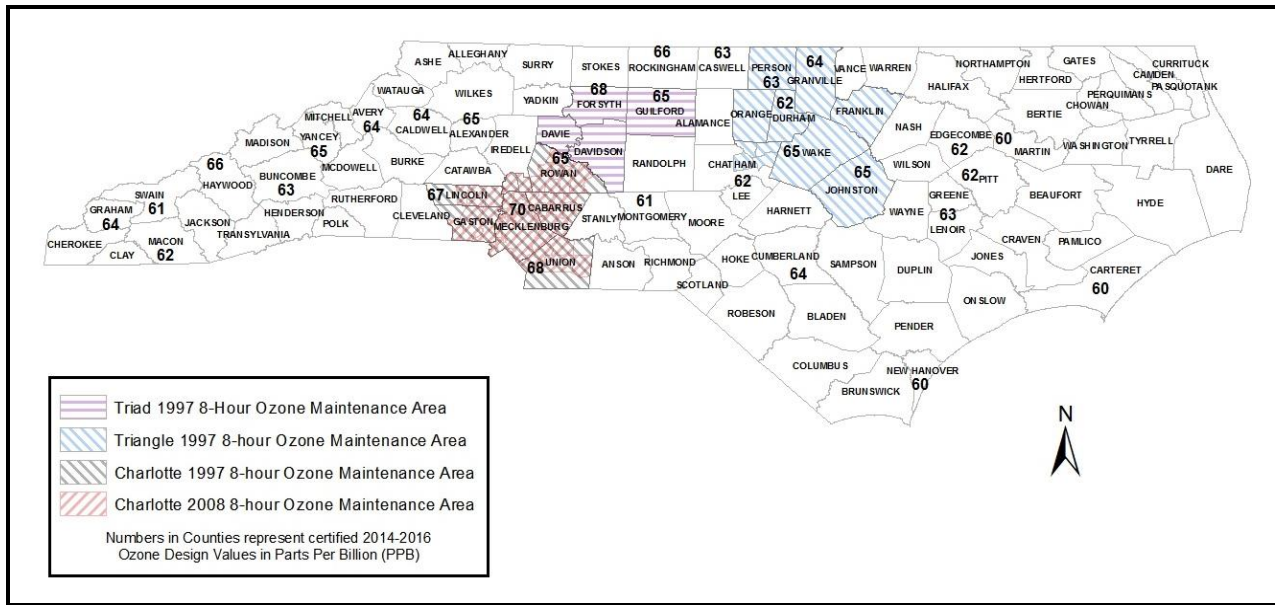 ALLEGHANY
ASHE
SURRY
STOKES
66
ROCKINGHAM
63
CASWELL
PERSON
63
64
GRANVILLE
VANCE
WARREN
NORTHAMPTON
GATES
HERTFORD
HALIFAX
CURRITUCK
CAMDEN
PASQUOTANK
PERQUIMANS
CHOWAN
BERTIE
WATAUGA
WILKES
YADKIN
68
FORSYTH
65
GUILFORD
ALAMANCE
ORANGE
62
DURHAM
FRANKLIN
NASH
EDGECOMBE
62
60
MARTIN
WASHINGTON
TYRRELL
DARE
MITCHELL
AVERY
64
64
CALDWELL
65
ALEXANDER
IREDELL
DAVIE
DAVIDSON
RANDOLPH
CHATHAM
65
WAKE
WILSON
MADISON
YANCEY
65
MCDOWELL
BURKE
CATAWBA
65
ROWAN
62
LEE
65
JOHNSTON
GREENE
62
PITT
BEAUFORT
HYDE
66
HAYWOOD
BUNCOMBE
63
RUTHERFORD
CLEVELAND
67
LINCOLN
GASTON
70
CABARRUS
MECKLENBURG
STANLY
61
MONTGOMERY
MOORE
HARNETT
WAYNE
63
LENOIR
CRAVEN
PAMLICO
SWAIN
61
GRAHAM
64
JACKSON
HENDERSON
TRANSYLVANIA
POLK
CHEROKEE
CLAY
MACON
62
68
UNION
ANSON
RICHMOND
SCOTLAND
HOKE
CUMBERLAND
64
SAMPSON
DUPLIN
JONES
ONSLOW
CARTERET
60
ROBESON
BLADEN
PENDER
COLUMBUS
NEW HANOVER
60
BRUNSWICK
Triad 1997 8-Hour Ozone Maintenance Area
Triangle 1997 8-hour Ozone Maintenance Area
Charlotte 1997 8-hour Ozone Maintenance Area
Charlotte 2008 8-hour Ozone Maintenance Area
Numbers in Counties represent certified 2014-2016
Ozone Design Values in Parts Per Billion (PPB)
N